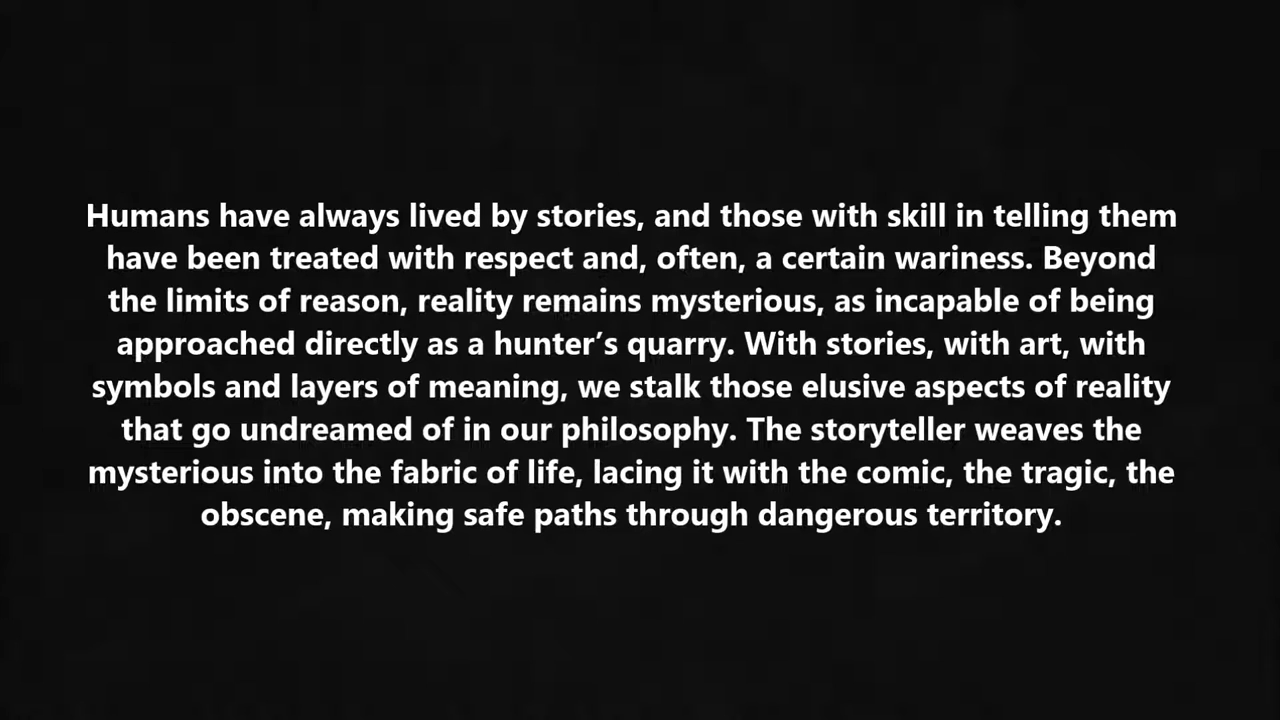 Humans have always lived by stories, and those with skill in telling them
have been treated with respect and, often, a certain wariness. Beyond
the limits of reason, reality remains mysterious, as incapable of being
approached directly as a hunter’s quarry. With stories, with art, with
symbols and layers of meaning, we stalk those elusive aspects of reality
that go undreamed of in our philosophy. The storyteller weaves the
mysterious into the fabric of life, lacing it with the comic, the tragic, the
obscene, making safe paths through dangerous territory.